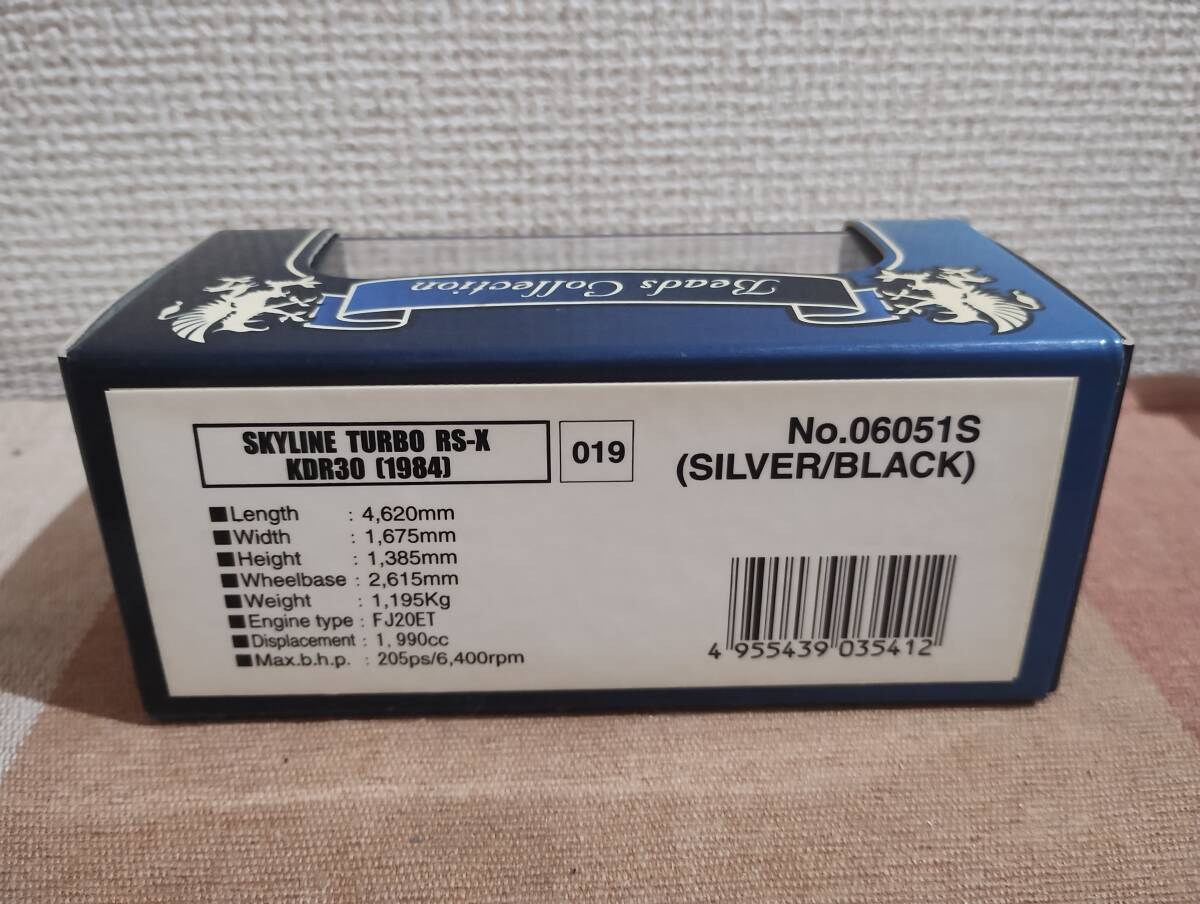 Beads Collection
SKYLINE TURBO RS-X
KDR30 (1984)
019
No.06051S
(SILVER/BLACK)
■Length : 4,620mm
■Width : 1,675mm
■Height : 1,385mm
■Wheelbase : 2,615mm
■Weight : 1,195Kg
■Engine type : FJ20ET
■Displacement : 1,990cc
■Max.b.h.p. : 205ps/6,400rpm
4 955439 035412